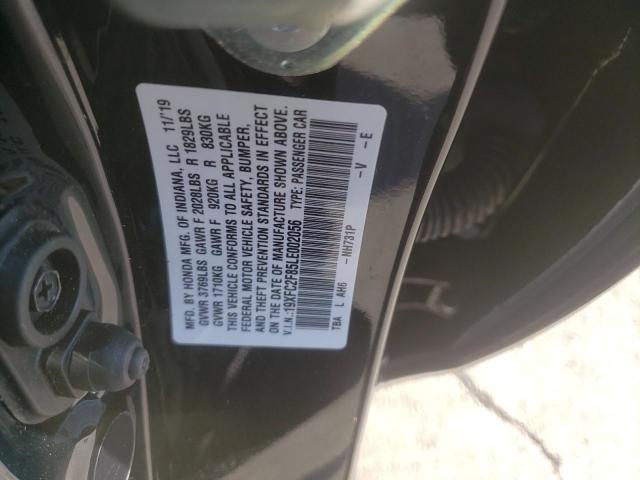 MFD. BY HONDA MFG. OF INDIANA, LLC 11/'19
GVWR 3769LBS GAWR F 2028LBS R 1829LBS
GVWR 1710KG GAWR F 920KG R 830KG
THIS VEHICLE CONFORMS TO ALL APPLICABLE
FEDERAL MOTOR VEHICLE SAFETY, BUMPER,
AND THEFT PREVENTION STANDARDS IN EFFECT
ON THE DATE OF MANUFACTURE SHOWN ABOVE.
V.I.N.:19XFC2F85LE002056 TYPE: PASSENGER CAR
TBA L AH6 -NH731P -V -E